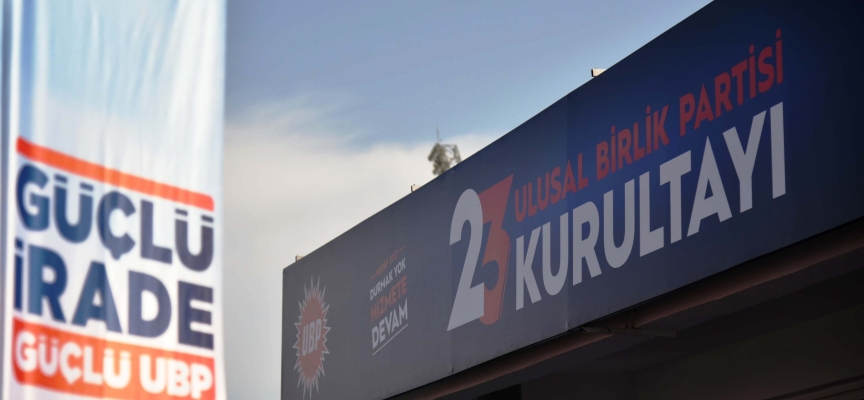 GÜÇLÜ
İRADE
GÜÇLÜ UBP
UBP
DURMAK YOK
HİZMETE
DEVAM
23
ULUSAL BİRLİK PARTİSİ
KURULTAYI